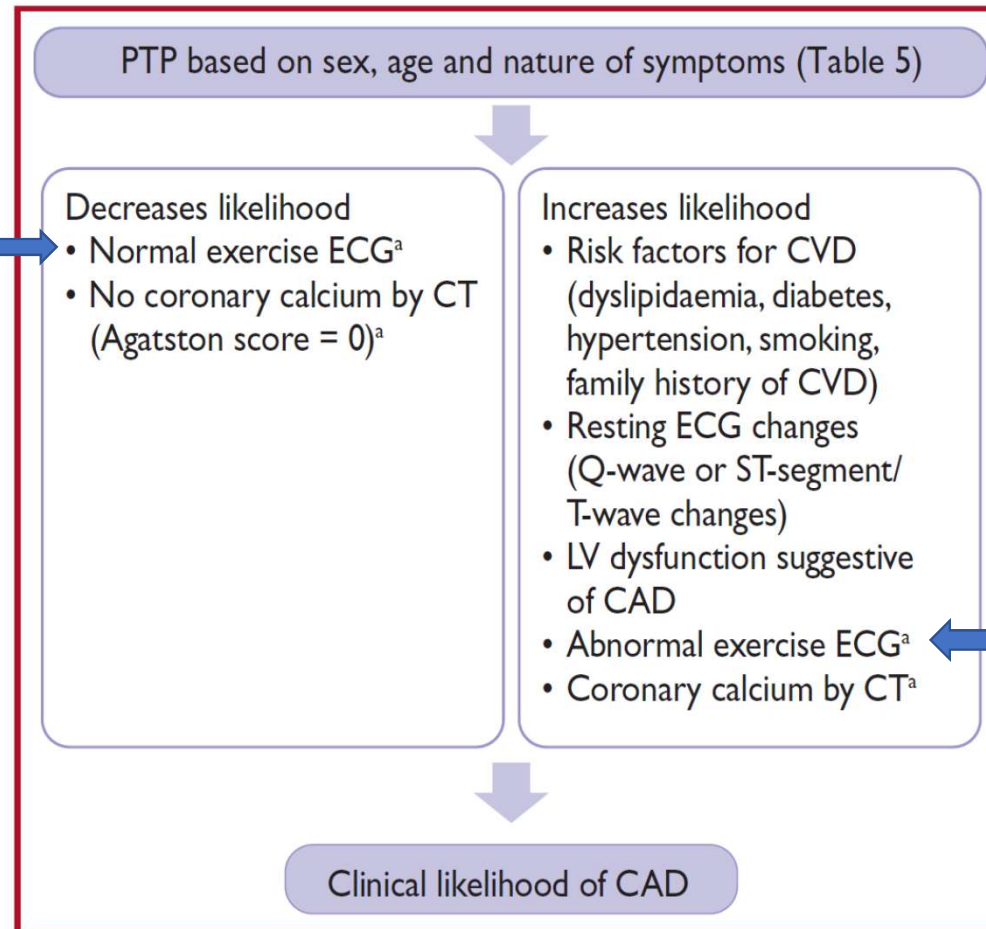 PTP based on sex, age and nature of symptoms (Table 5)
Decreases likelihood
• Normal exercise ECGᵃ
• No coronary calcium by CT
(Agatston score = 0)ᵃ
Increases likelihood
• Risk factors for CVD
(dyslipidaemia, diabetes,
hypertension, smoking,
family history of CVD)
• Resting ECG changes
(Q-wave or ST-segment/
T-wave changes)
• LV dysfunction suggestive
of CAD
• Abnormal exercise ECGᵃ
• Coronary calcium by CTᵃ
Clinical likelihood of CAD